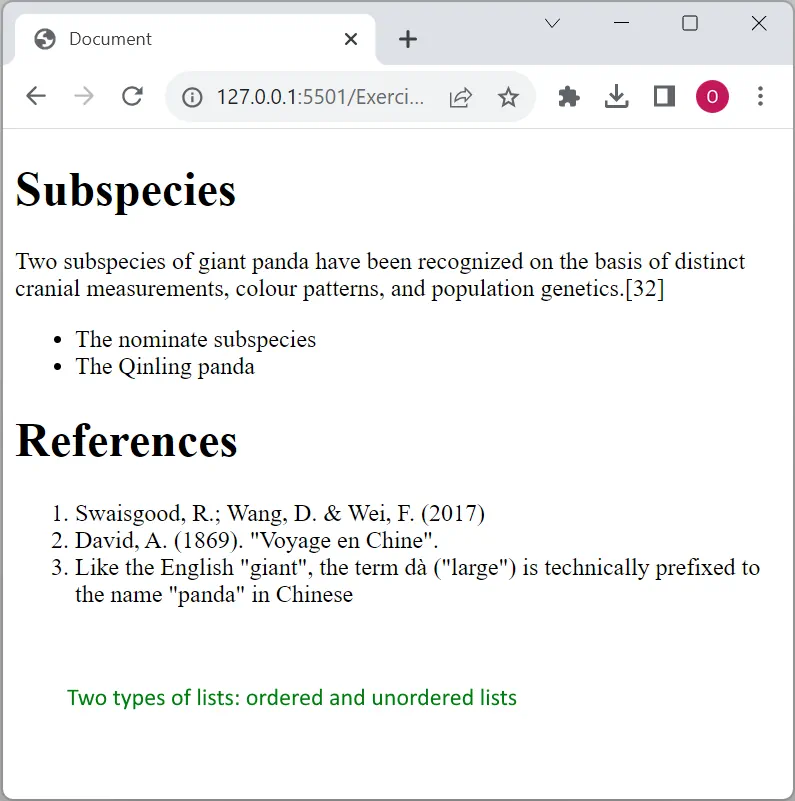 Document
127.0.0.1:5501/Exerci...
O
Subspecies
Two subspecies of giant panda have been recognized on the basis of distinct
cranial measurements, colour patterns, and population genetics.[32]
• The nominate subspecies
• The Qinling panda
References
1. Swaisgood, R.; Wang, D. & Wei, F. (2017)
2. David, A. (1869). "Voyage en Chine".
3. Like the English "giant", the term dà ("large") is technically prefixed to
the name "panda" in Chinese
Two types of lists: ordered and unordered lists